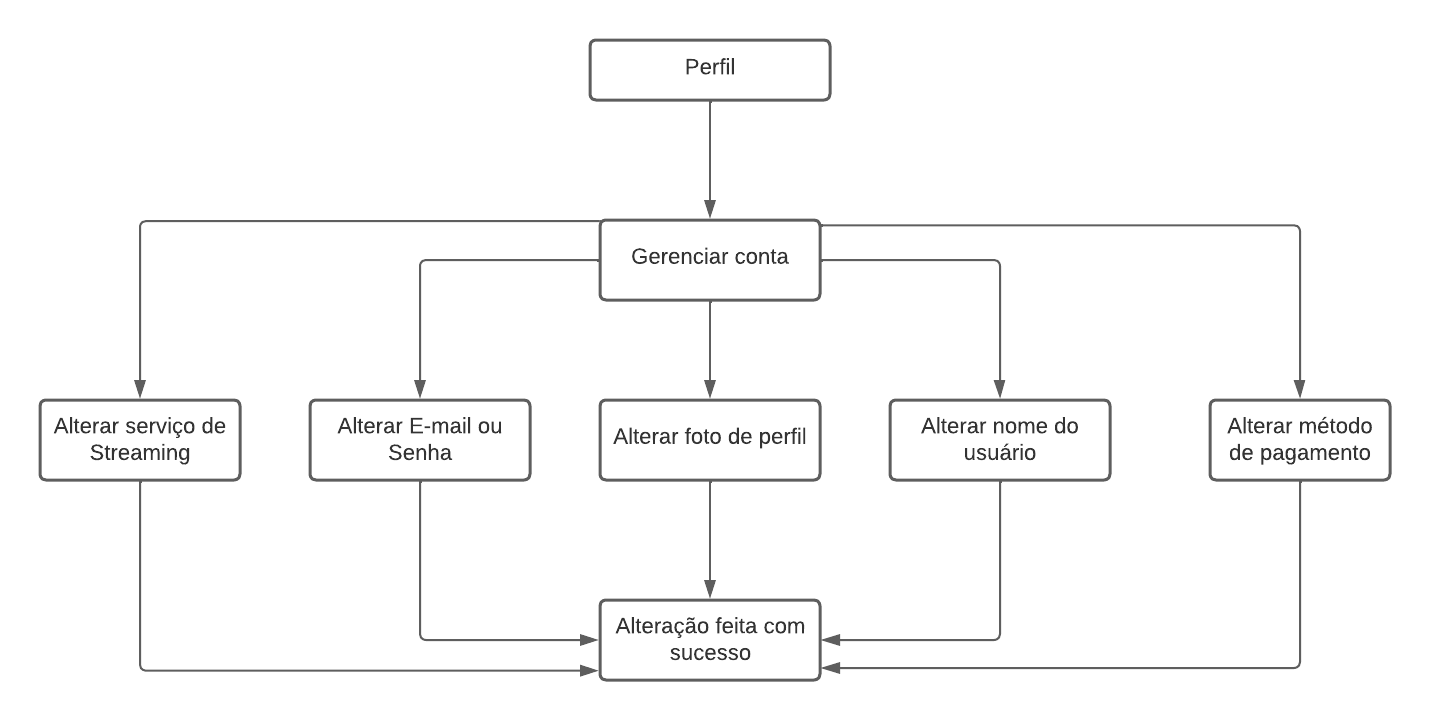 Perfil
Gerenciar conta
Alterar serviço de
Streaming
Alterar E-mail ou
Senha
Alterar foto de perfil
Alterar nome do
usuário
Alterar método
de pagamento
Alteração feita com
sucesso